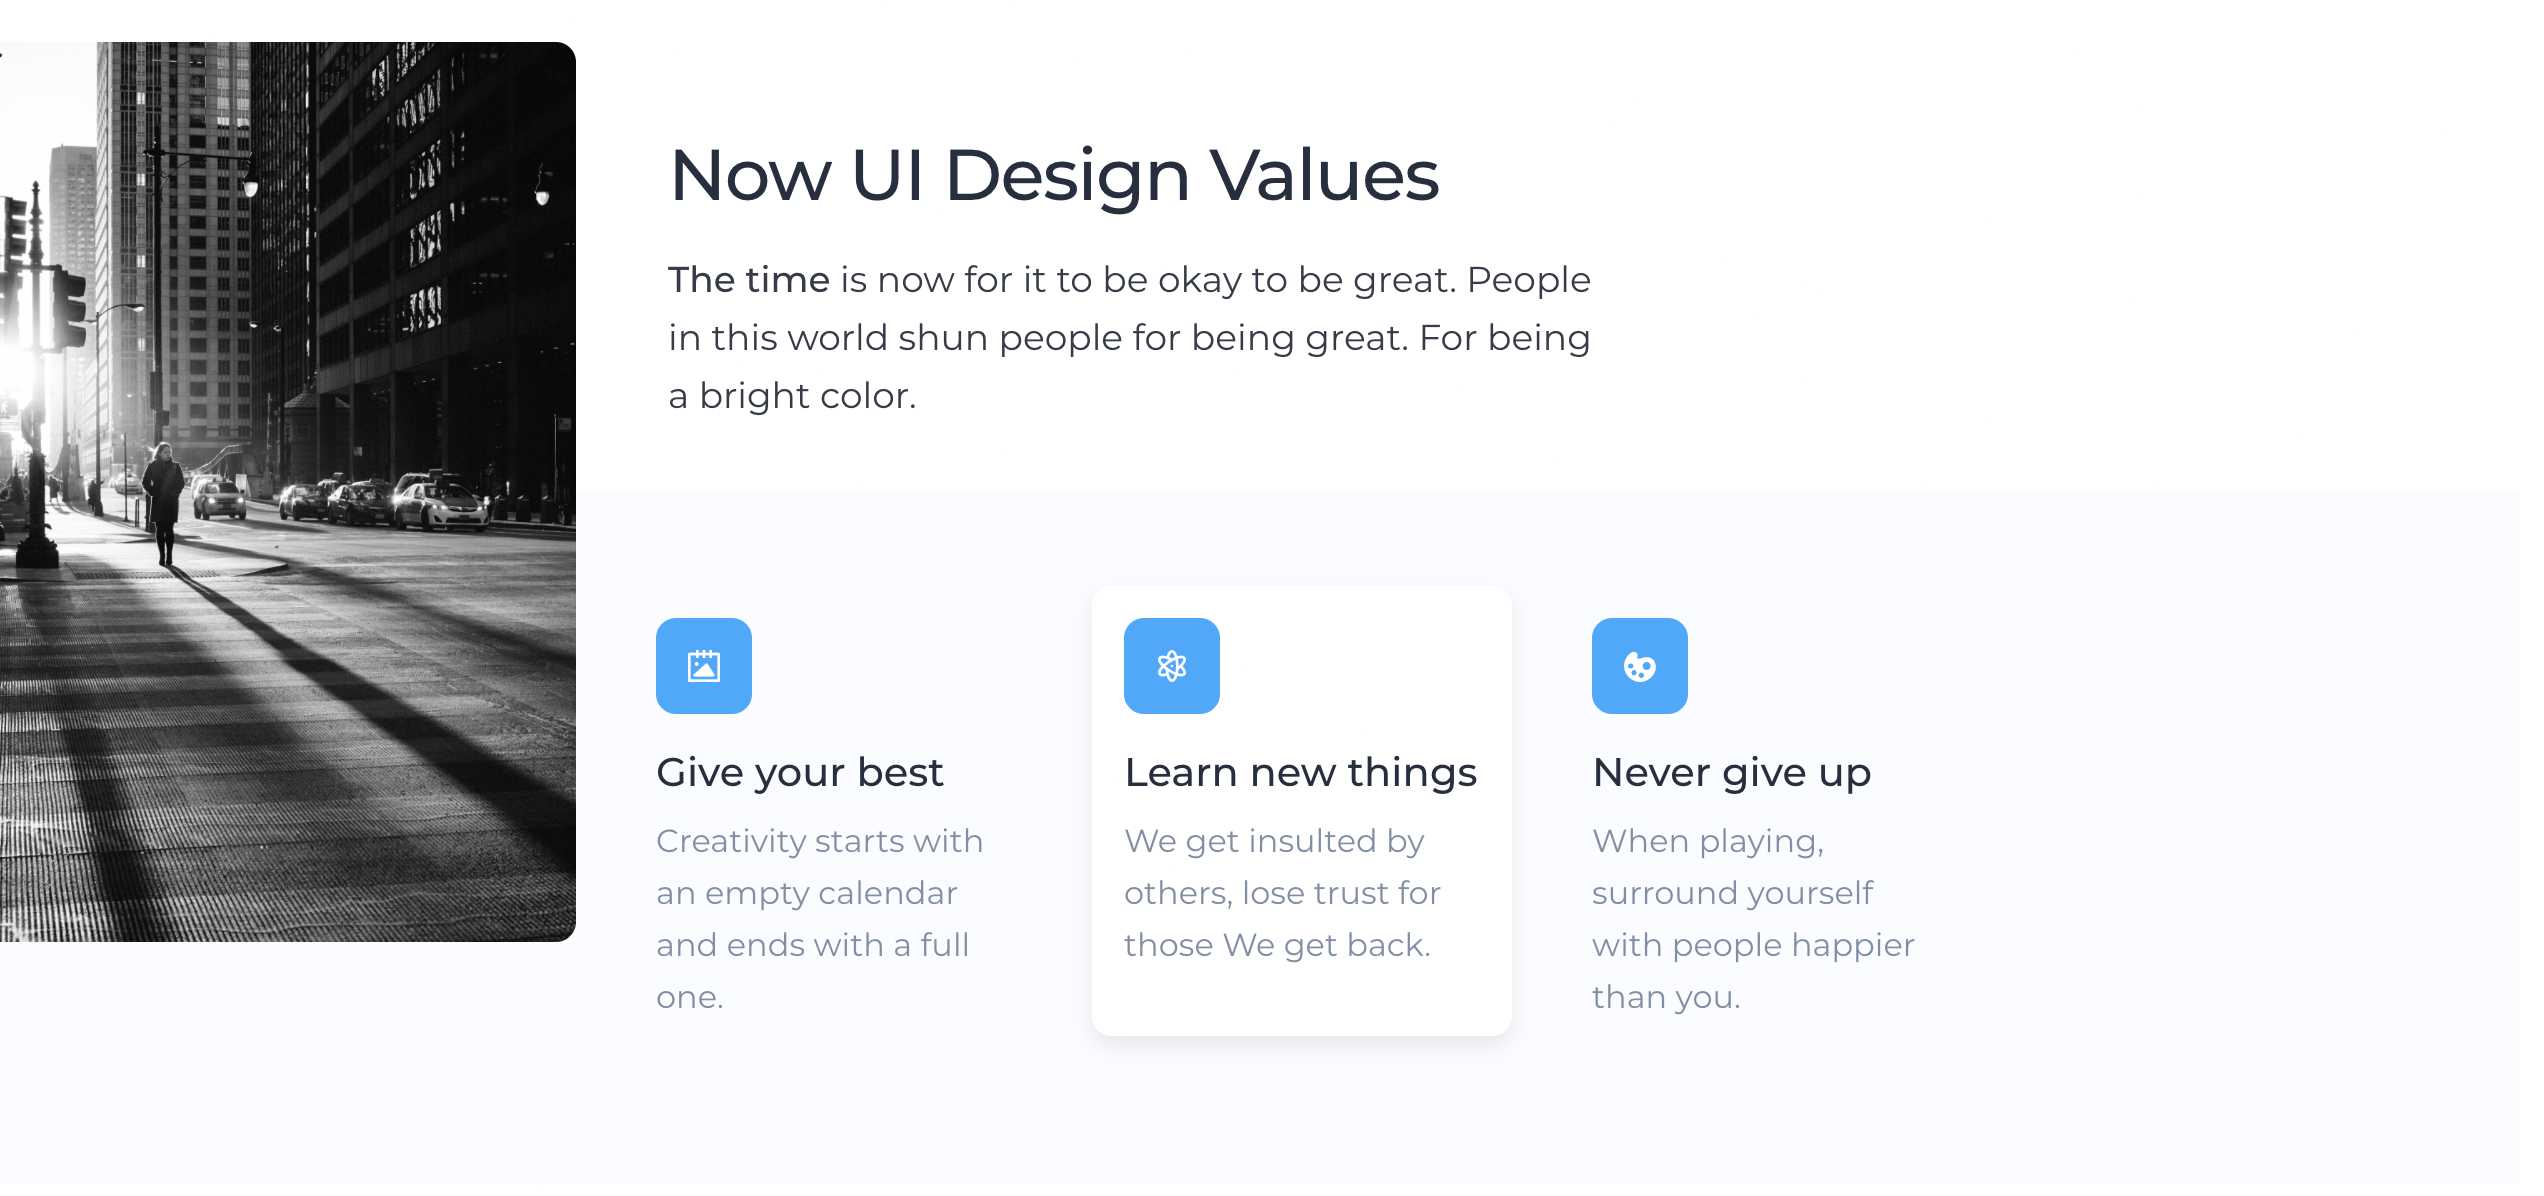 Now UI Design Values
The time is now for it to be okay to be great. People
in this world shun people for being great. For being
a bright color.
Give your best
Creativity starts with
an empty calendar
and ends with a full
one.
Learn new things
We get insulted by
others, lose trust for
those We get back.
Never give up
When playing,
surround yourself
with people happier
than you.